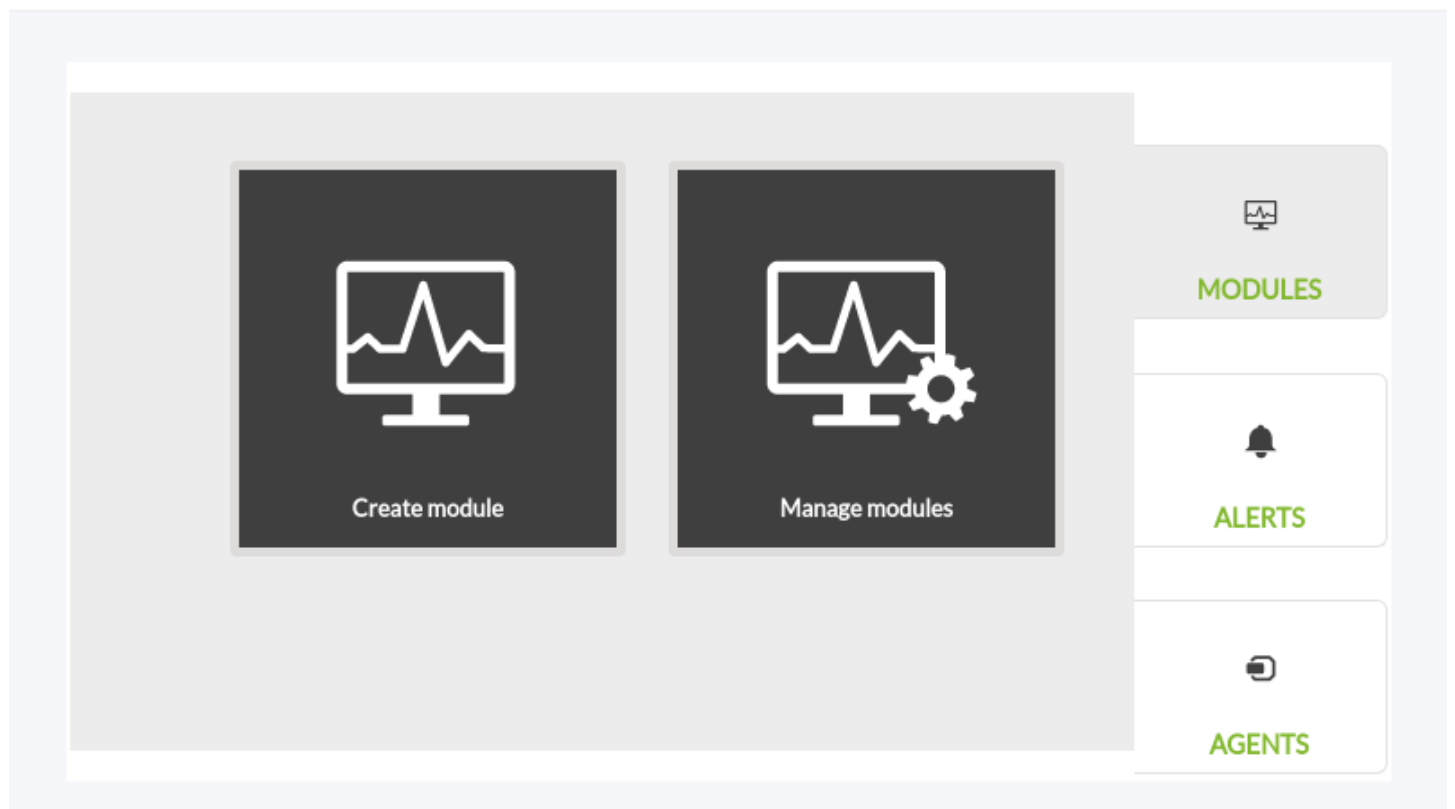 Create module
Manage modules
MODULES
ALERTS
AGENTS